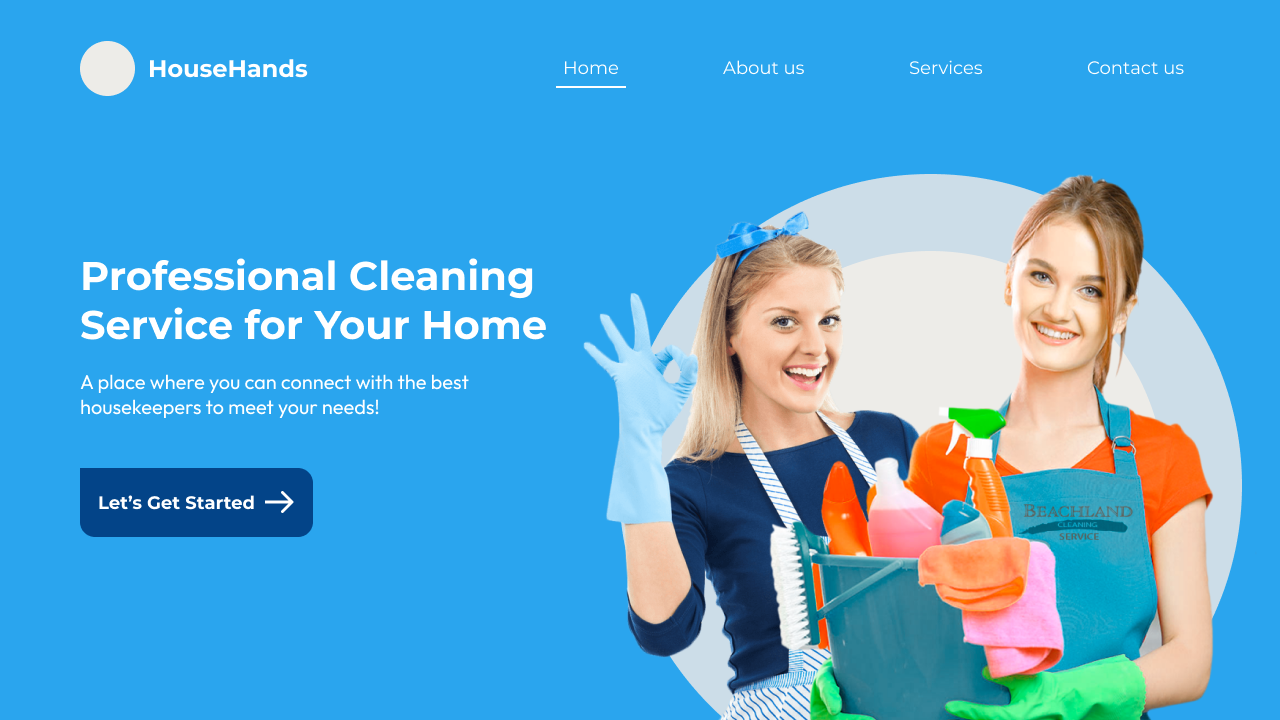 HouseHands
Home
About us
Services
Contact us
Professional Cleaning
Service for Your Home
A place where you can connect with the best
housekeepers to meet your needs!
Let’s Get Started
BEACHLAND
CLEANING
SERVICE